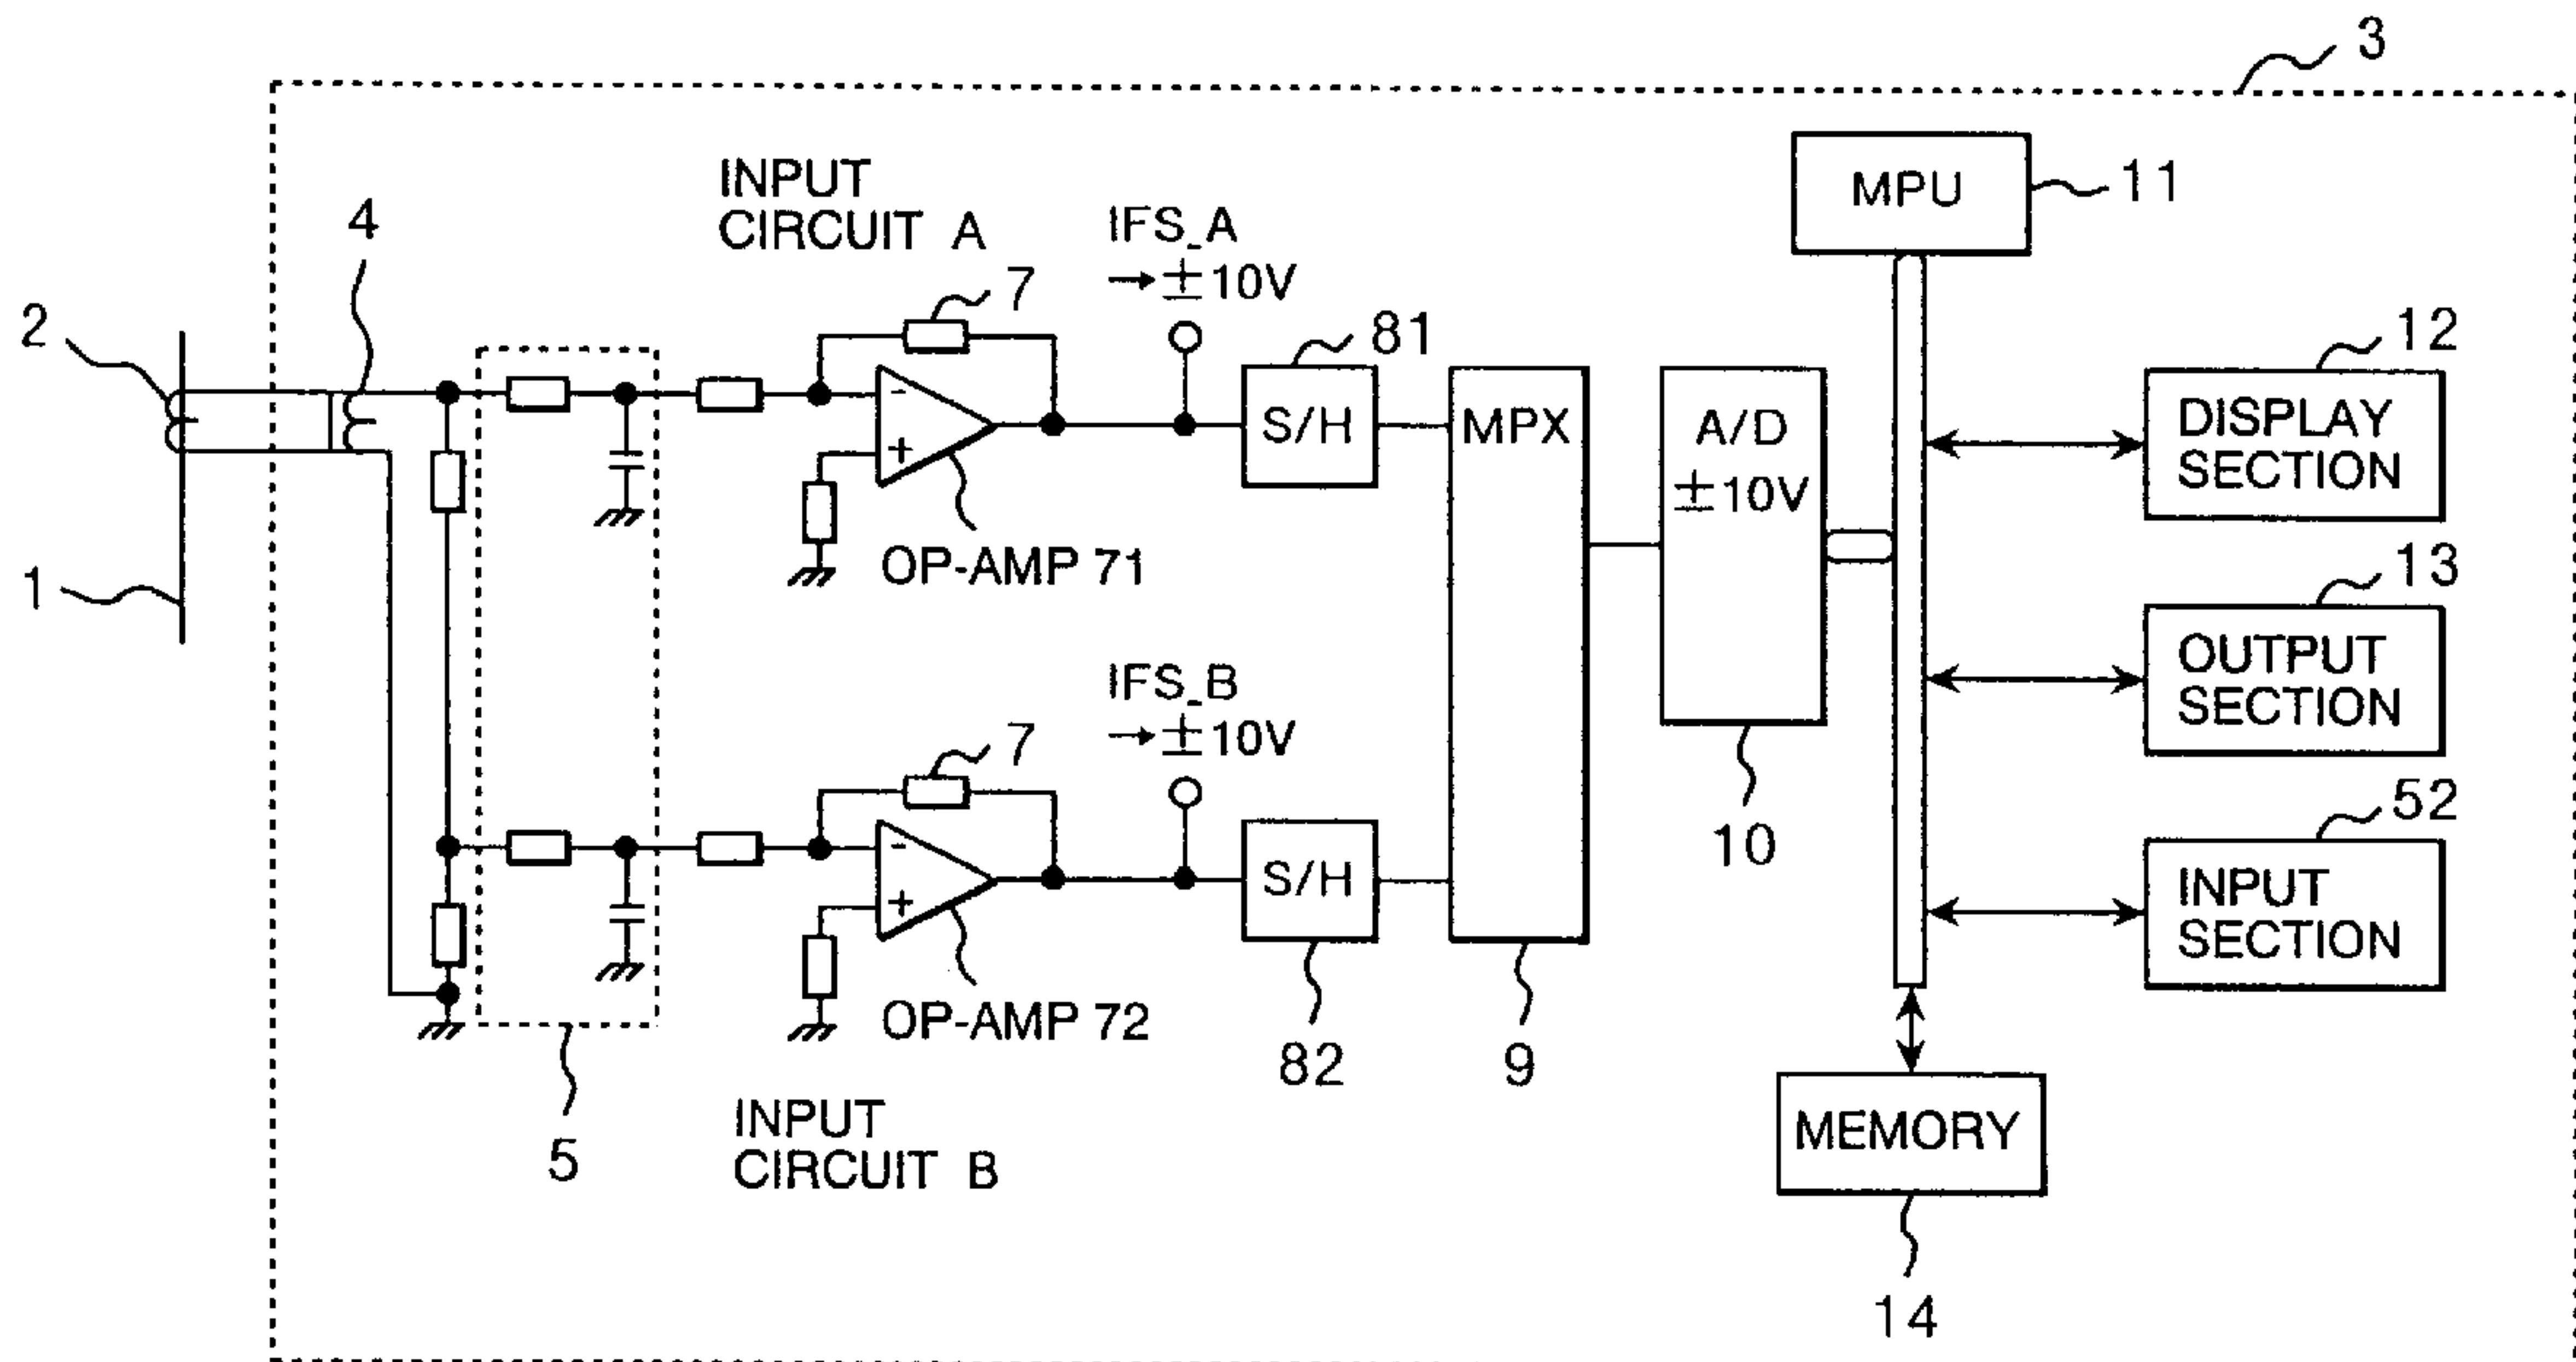 3
INPUT
CIRCUIT A
4
2
1
7
IFS_A
→±10V
81
S/H
-
+
OP-AMP 71
MPX
A/D
±10V
MPU
11
12
DISPLAY
SECTION
13
OUTPUT
SECTION
52
INPUT
SECTION
7
IFS_B
→±10V
S/H
-
+
OP-AMP 72
82
9
10
5
INPUT
CIRCUIT B
MEMORY
14